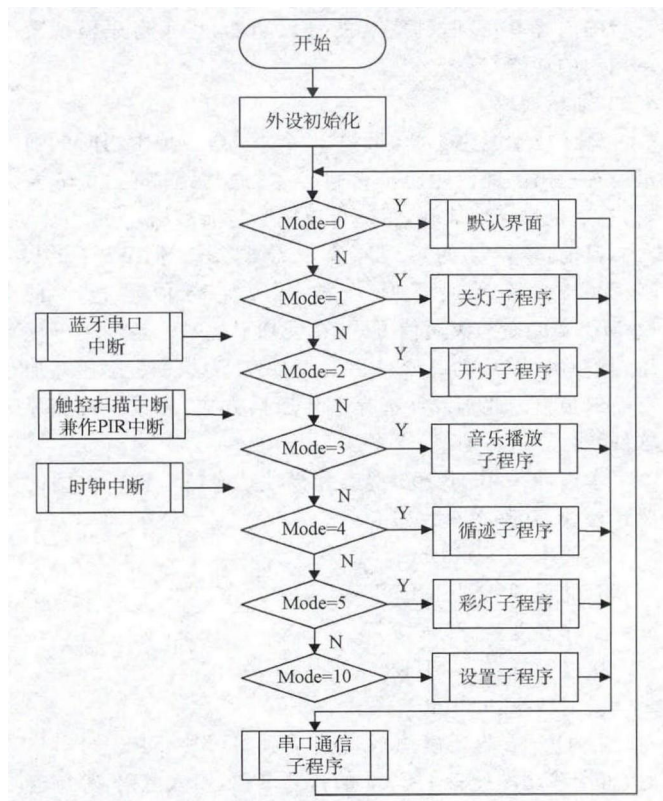 开始
外设初始化
Mode=0
Y
默认界面
N
Mode=1
Y
关灯子程序
蓝牙串口
中断
N
Mode=2
Y
开灯子程序
触控扫描中断
兼作PIR中断
N
Mode=3
Y
音乐播放
子程序
时钟中断
N
Mode=4
Y
循迹子程序
N
Mode=5
Y
彩灯子程序
N
Mode=10
设置子程序
串口通信
子程序